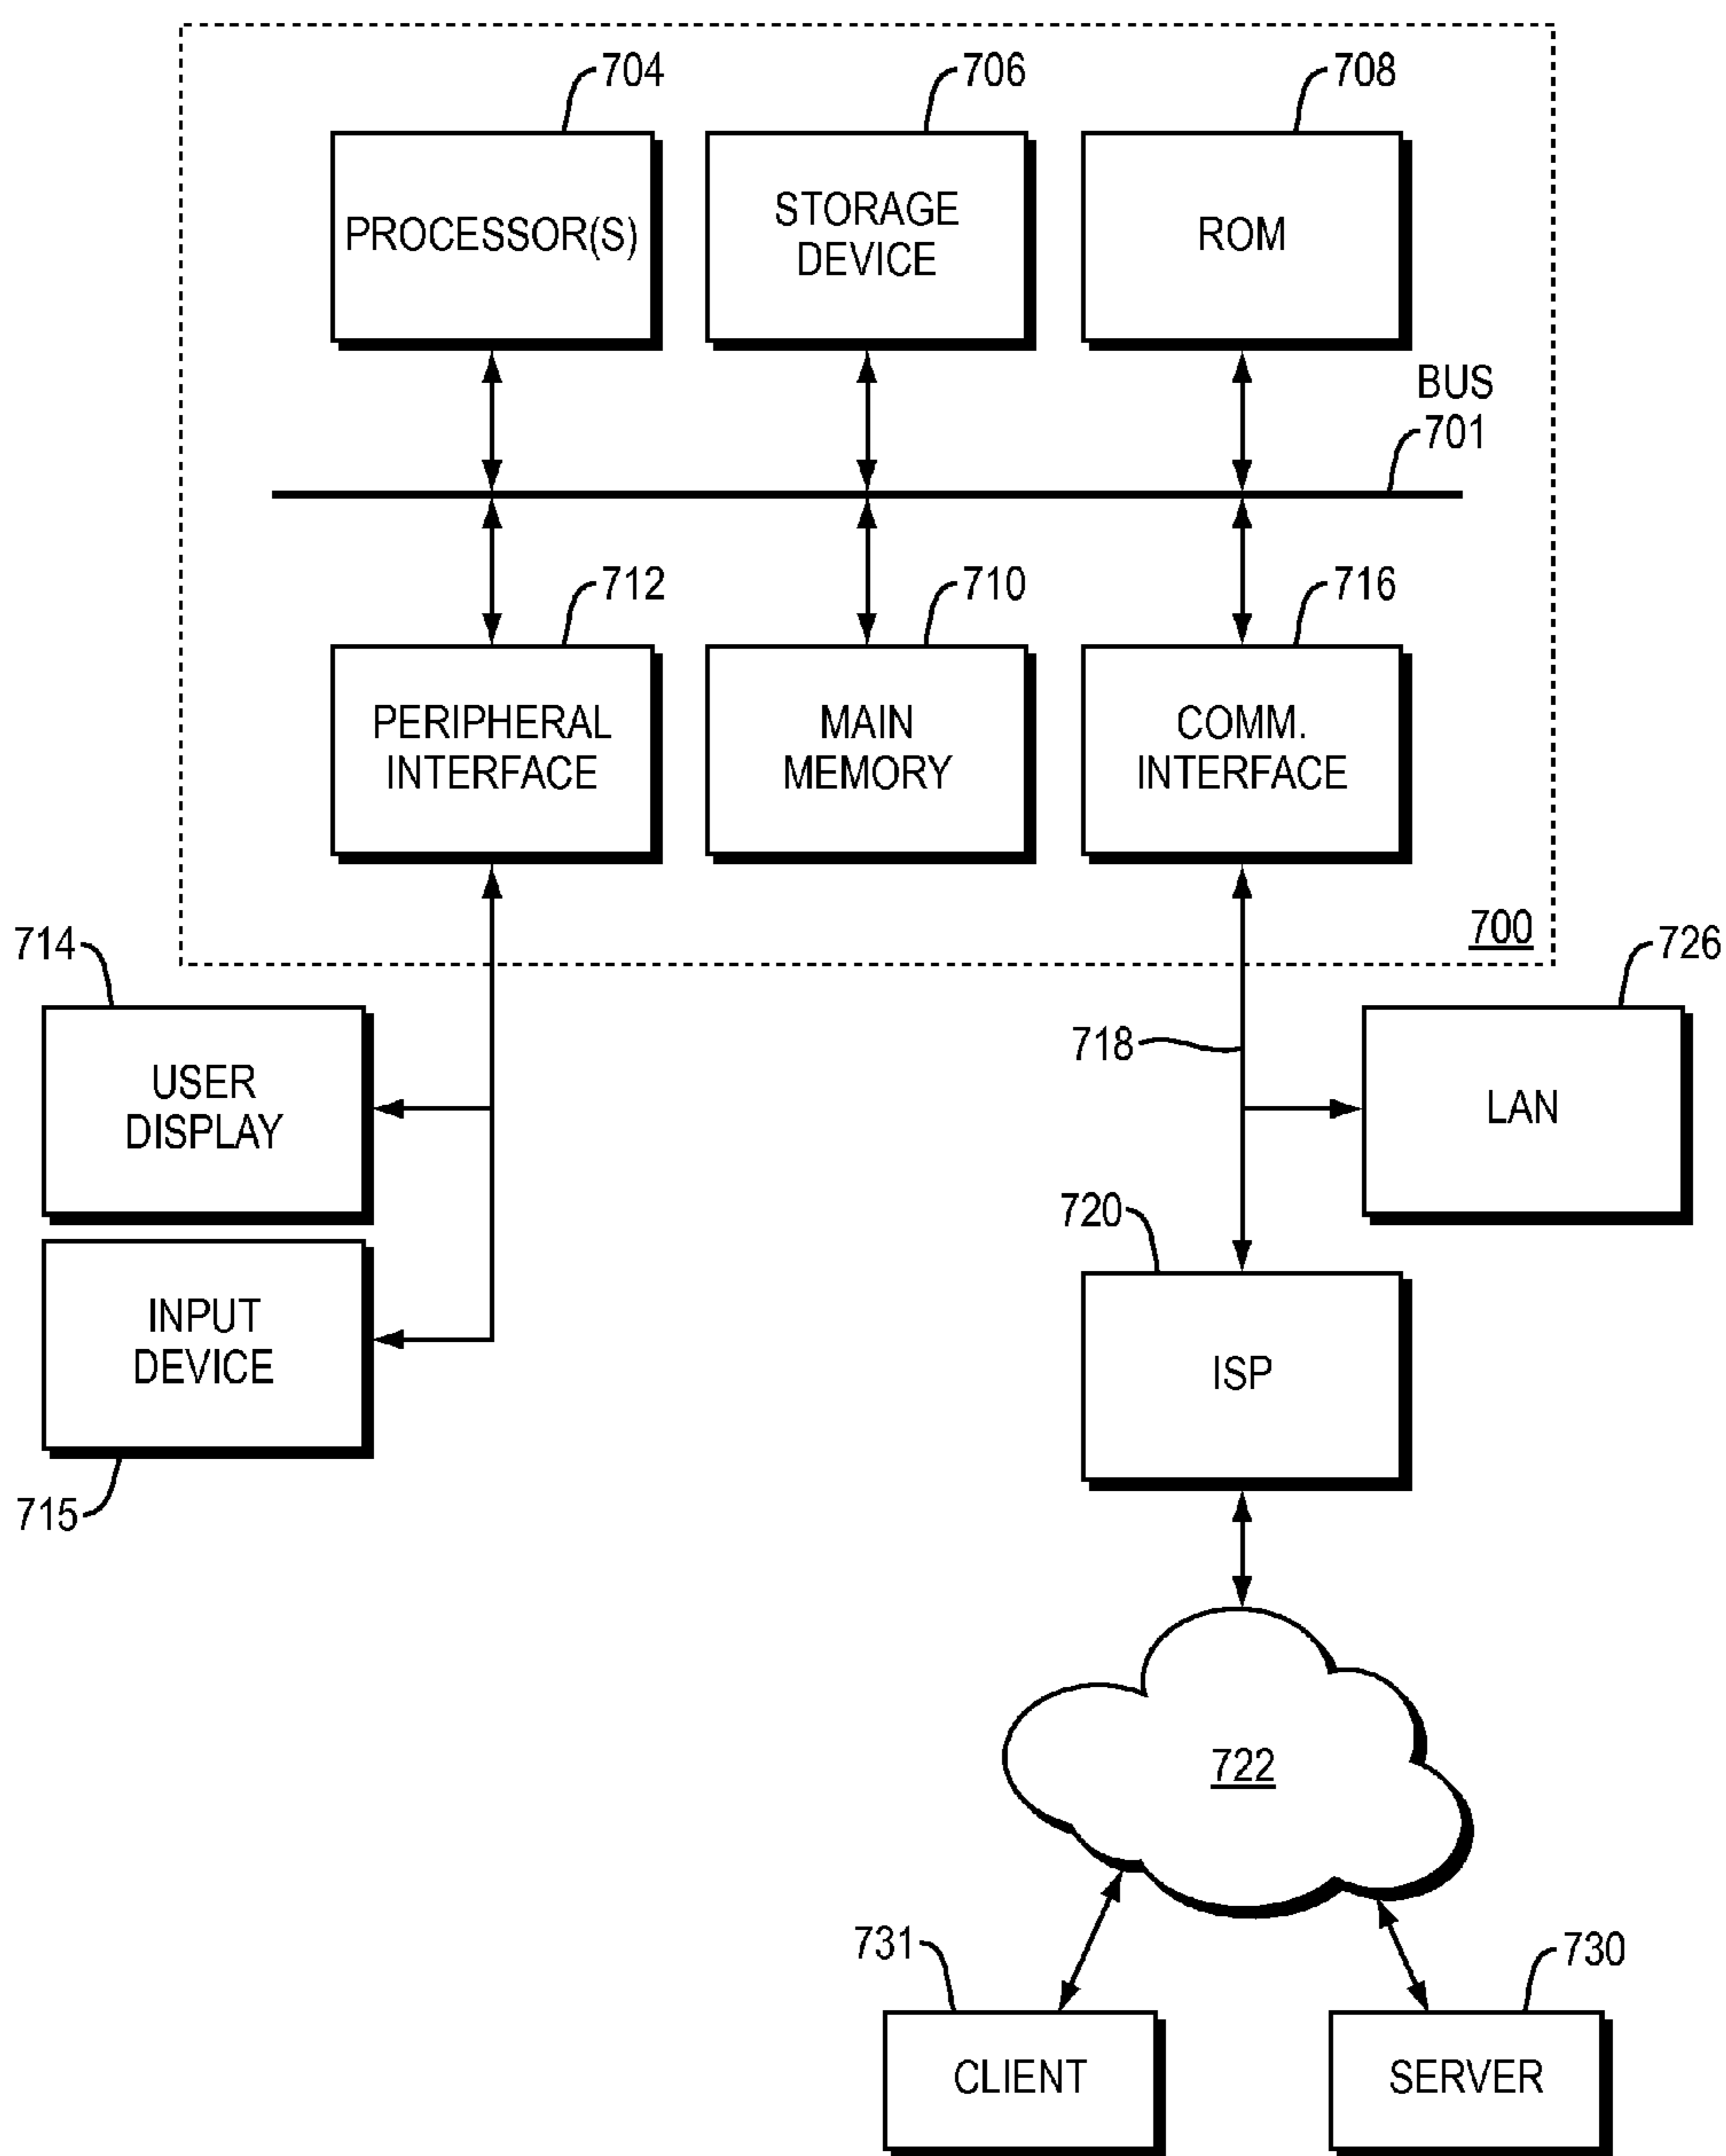 704
706
708
PROCESSOR(S)
STORAGE
DEVICE
ROM
BUS
701
712
710
716
PERIPHERAL
INTERFACE
MAIN
MEMORY
COMM.
INTERFACE
700
714
726
718
USER
DISPLAY
LAN
720
INPUT
DEVICE
ISP
715
722
731
730
CLIENT
SERVER